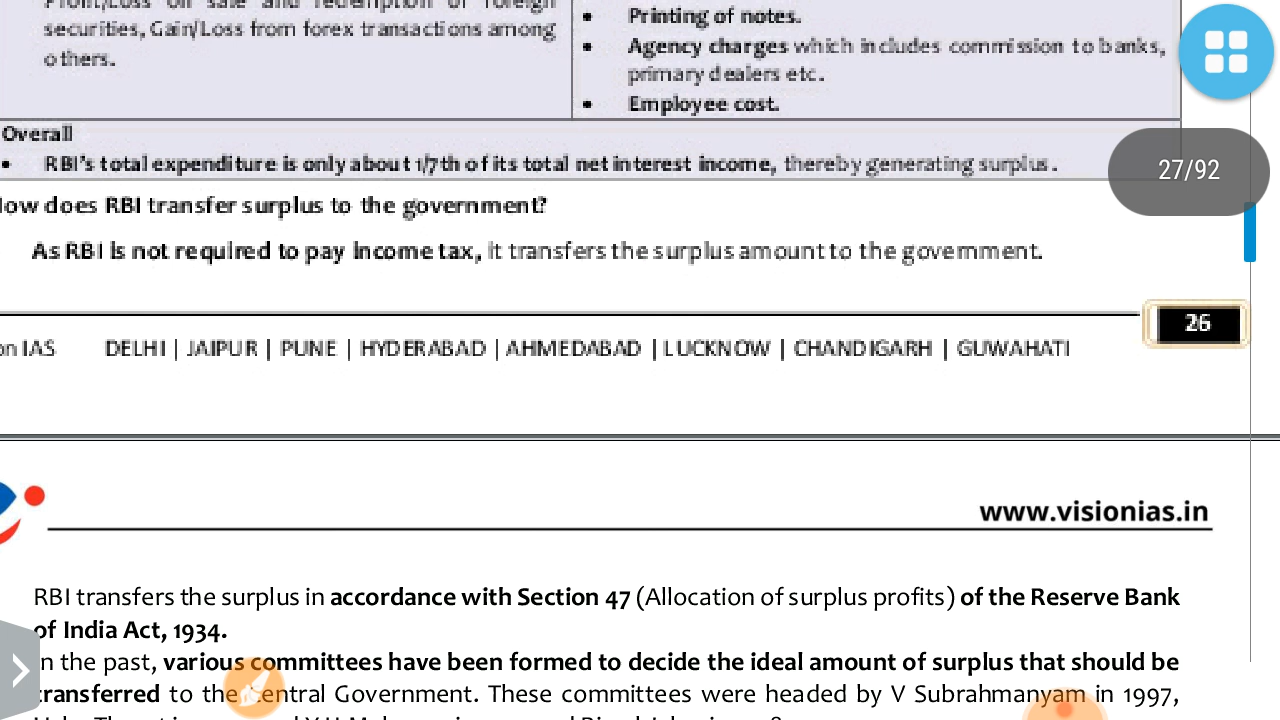 securities, Gain/Loss from forex transactions among
others.
• Printing of notes.
• Agency charges which includes commission to banks,
primary dealers etc.
• Employee cost.
Overall
• RBI's total expenditure is only about 1/7th of its total net interest income, thereby generating surplus.
27/92
does RBI transfer surplus to the government?
As RBI is not required to pay income tax, it transfers the surplus amount to the government.
26
IAS DELHI | JAIPUR | PUNE | HYDERABAD | AHMEDABAD | LUCKNOW | CHANDIGARH | GUWAHATI
www.visionias.in
RBI transfers the surplus in accordance with Section 47 (Allocation of surplus profits) of the Reserve Bank
of India Act, 1934.
In the past, various committees have been formed to decide the ideal amount of surplus that should be
transferred to the Central Government. These committees were headed by V Subrahmanyam in 1997,